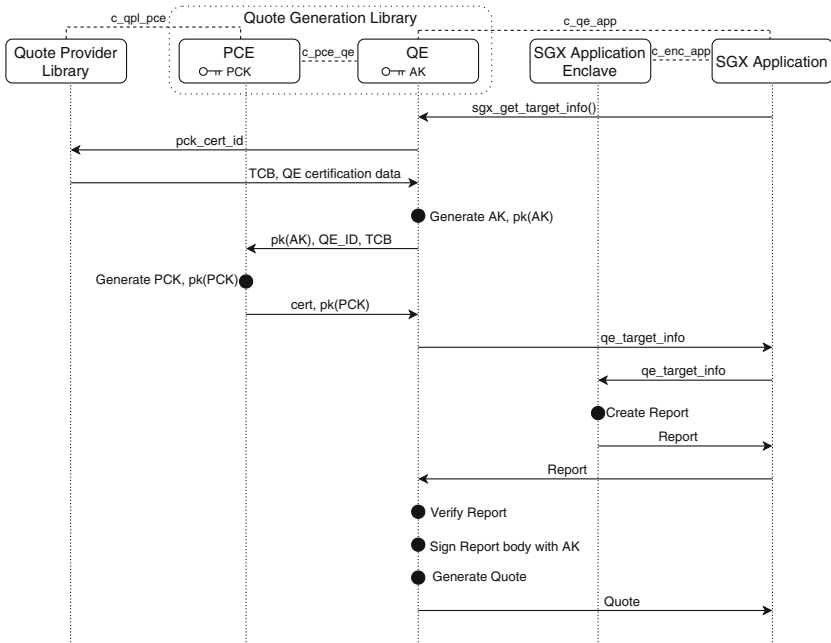 Quote Generation Library
c_qpl_pce
c_qe_app
Quote Provider
Library
PCE
PCK
c_pce_qe
QE
AK
SGX Application
Enclave
c_enc_app
SGX Application
sgx_get_target_info()
pck_cert_id
TCB, QE certification data
Generate AK, pk(AK)
pk(AK), QE_ID, TCB
Generate PCK, pk(PCK)
cert, pk(PCK)
qe_target_info
qe_target_info
Create Report
Report
Report
Verify Report
Sign Report body with AK
Generate Quote
Quote